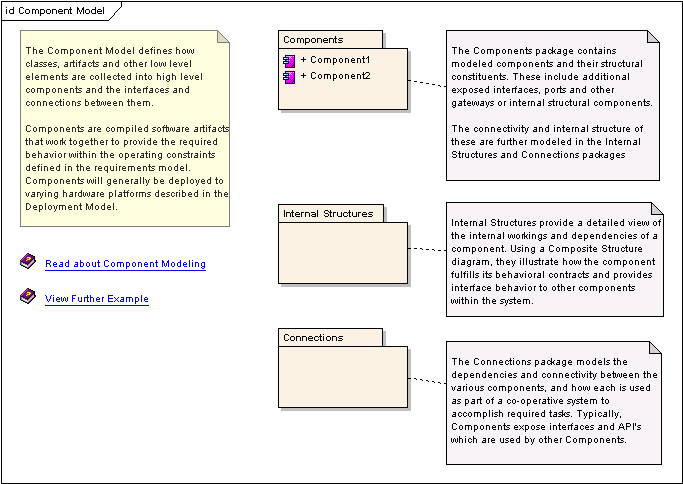 id Component Model
The Component Model defines how
classes, artifacts and other low level
elements are collected into high level
components and the interfaces and
connections between them.
Components are compiled software artifacts
that work together to provide the required
behavior within the operating constraints
defined in the requirements model.
Components will generally be deployed to
varying hardware platforms described in the
Deployment Model.
Read about Component Modeling
View Further Example
Components
+ Component1
+ Component2
The Components package contains
modeled components and their structural
constituents. These include additional
exposed interfaces, ports and other
gateways or internal structural components.
The connectivity and internal structure of
these are further modeled in the Internal
Structures and Connections packages
Internal Structures
Internal Structures provide a detailed view of
the internal workings and dependencies of a
component. Using a Composite Structure
diagram, they illustrate how the component
fulfills its behavioral contracts and provides
interface behavior to other components
within the system.
Connections
The Connections package models the
dependencies and connectivity between the
various components, and how each is used
as part of a co-operative system to
accomplish required tasks. Typically,
Components expose interfaces and API's
which are used by other Components.